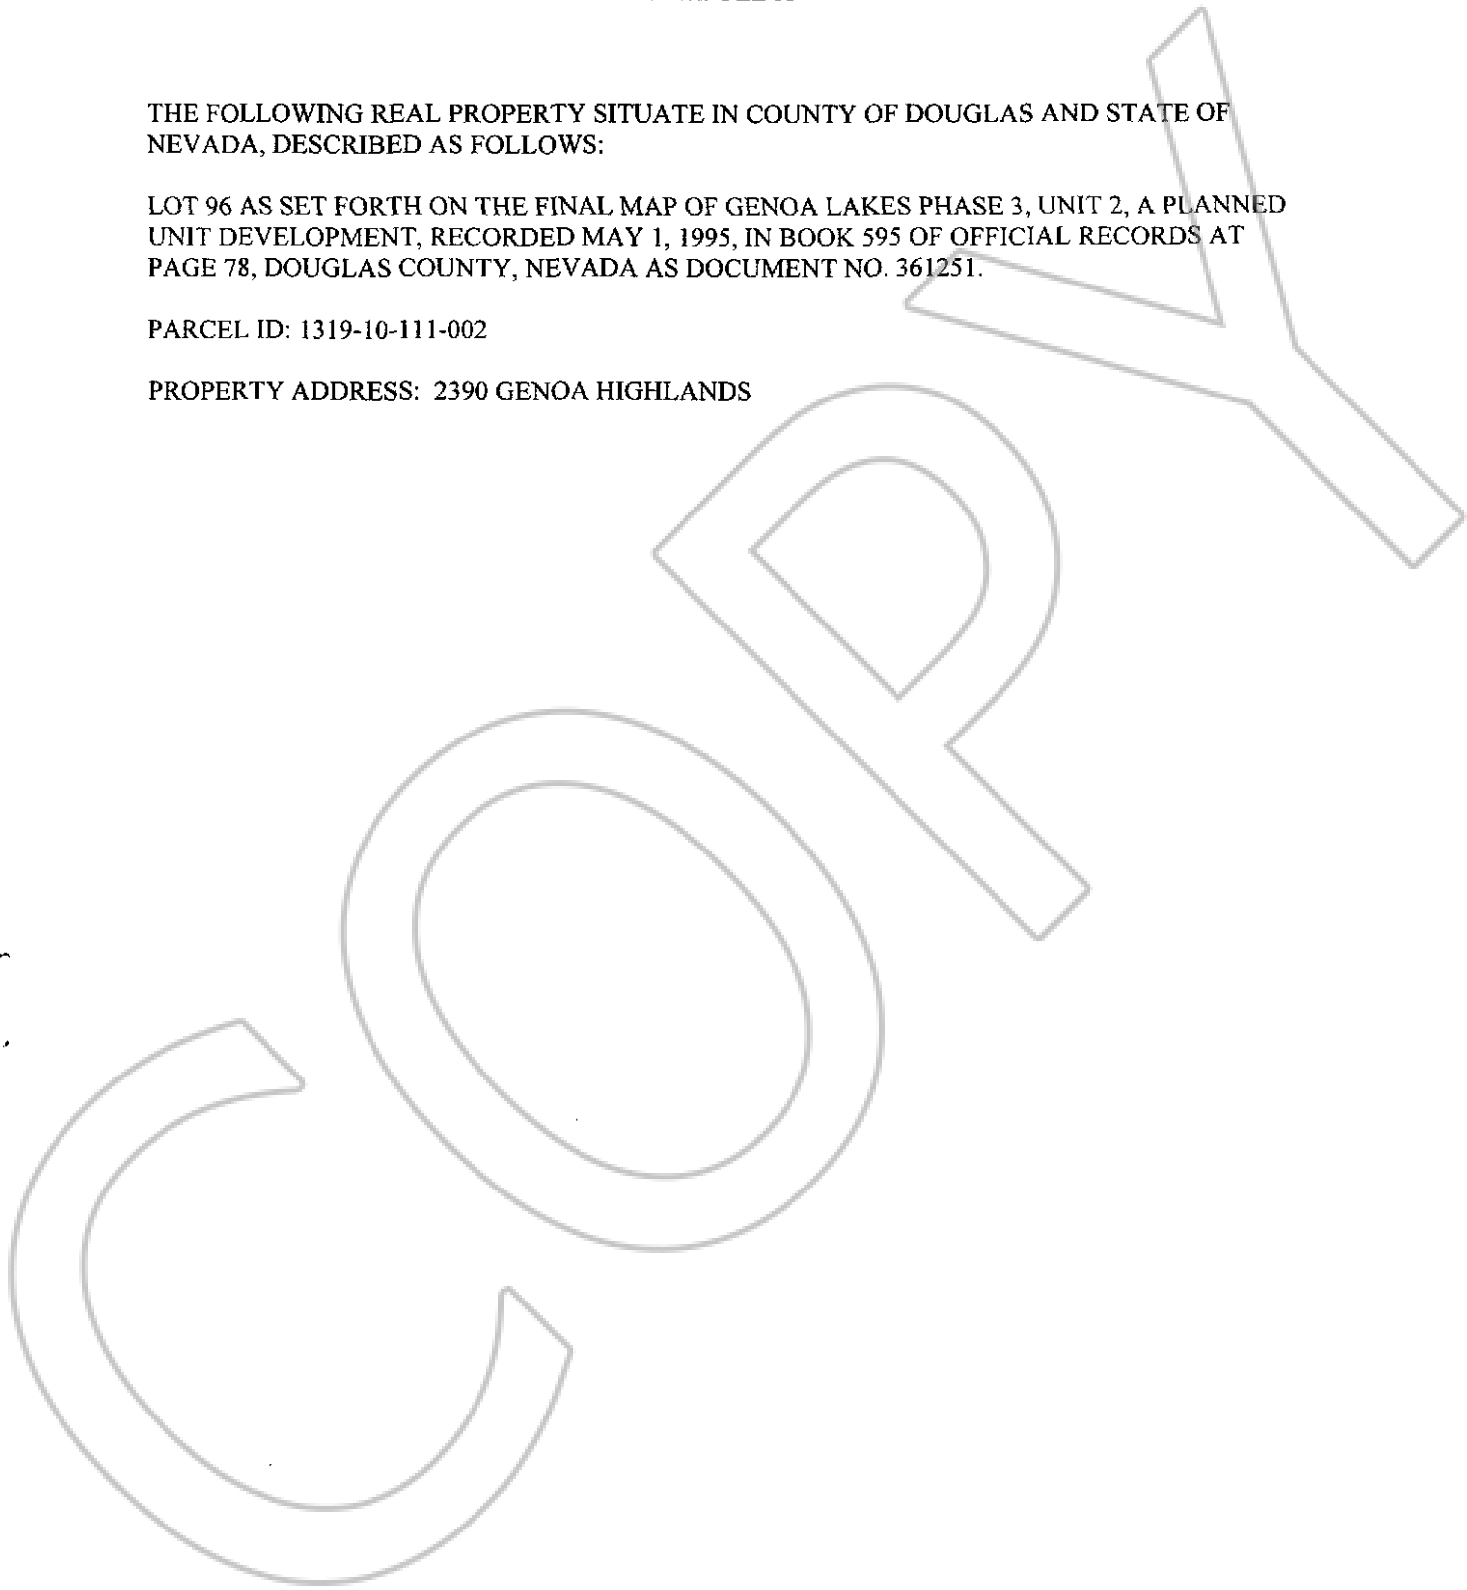 THE FOLLOWING REAL PROPERTY SITUATE IN COUNTY OF DOUGLAS AND STATE OF
NEVADA, DESCRIBED AS FOLLOWS:
LOT 96 AS SET FORTH ON THE FINAL MAP OF GENOA LAKES PHASE 3, UNIT 2, A PLANNED
UNIT DEVELOPMENT, RECORDED MAY 1, 1995, IN BOOK 595 OF OFFICIAL RECORDS AT
PAGE 78, DOUGLAS COUNTY, NEVADA AS DOCUMENT NO. 361251.
PARCEL ID: 1319-10-111-002
PROPERTY ADDRESS: 2390 GENOA HIGHLANDS
COPY